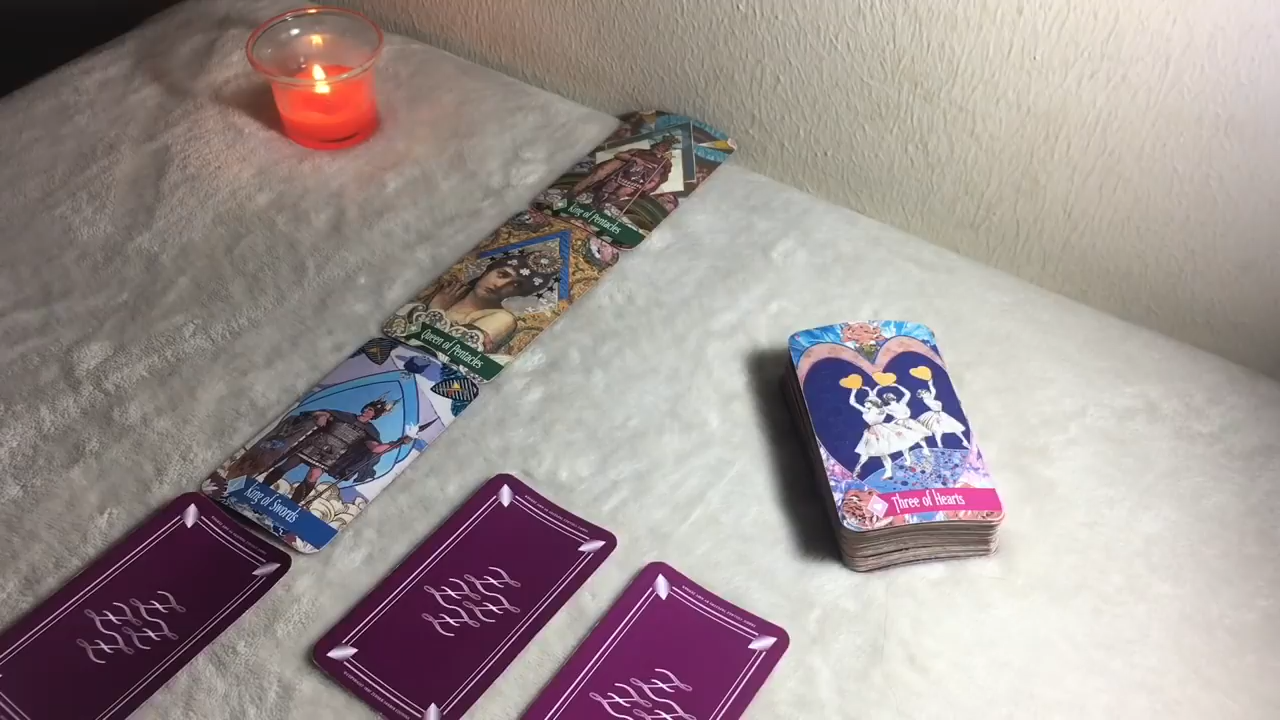 King of Pentacles
Queen of Pentacles
King of Swords
Three of Hearts